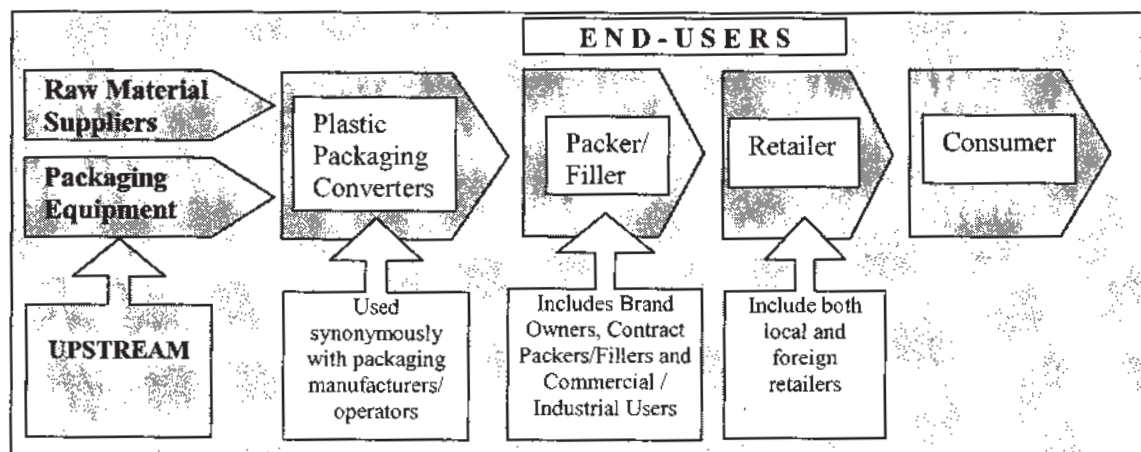 END-USERS
Raw Material
Suppliers
Packaging
Equipment
Plastic
Packaging
Converters
Packer/
Filler
Retailer
Consumer
UPSTREAM
Used
synonymously
with packaging
manufacturers/
operators
Includes Brand
Owners, Contract
Packers/Fillers and
Commercial /
Industrial Users
Include both
local and
foreign
retailers